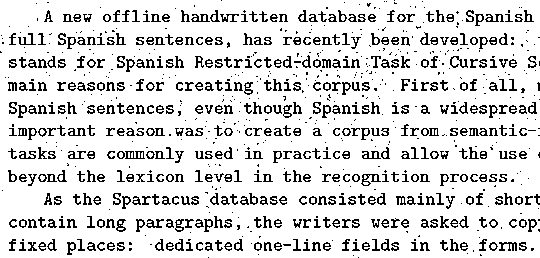 A new offline handwritten database for the Spanish
full Spanish sentences, has recently been developed:
stands for Spanish Restricted-domain Task of Cursive
main reasons for creating this corpus. First of all,
Spanish sentences, even though Spanish is a widespread
important reason was to create a corpus from semantic-
tasks are commonly used in practice and allow the use
beyond the lexicon level in the recognition process.
As the Spartacus database consisted mainly of short
contain long paragraphs, the writers were asked to
fixed places: dedicated one-line fields in the forms.